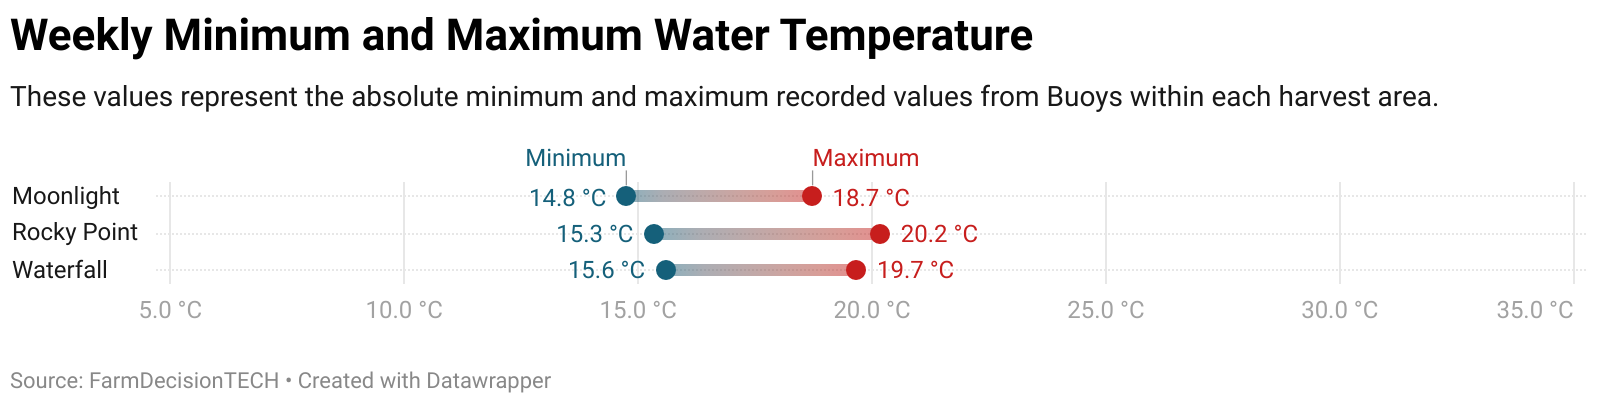 Weekly Minimum and Maximum Water Temperature
These values represent the absolute minimum and maximum recorded values from Buoys within each harvest area.
Minimum Maximum
Moonlight 14.8 °C 18.7 °C
Rocky Point 15.3 °C 20.2 °C
Waterfall 15.6 °C 19.7 °C
5.0 °C 10.0 °C 15.0 °C 20.0 °C 25.0 °C 30.0 °C 35.0 °C
Source: FarmDecisionTECH • Created with Datawrapper